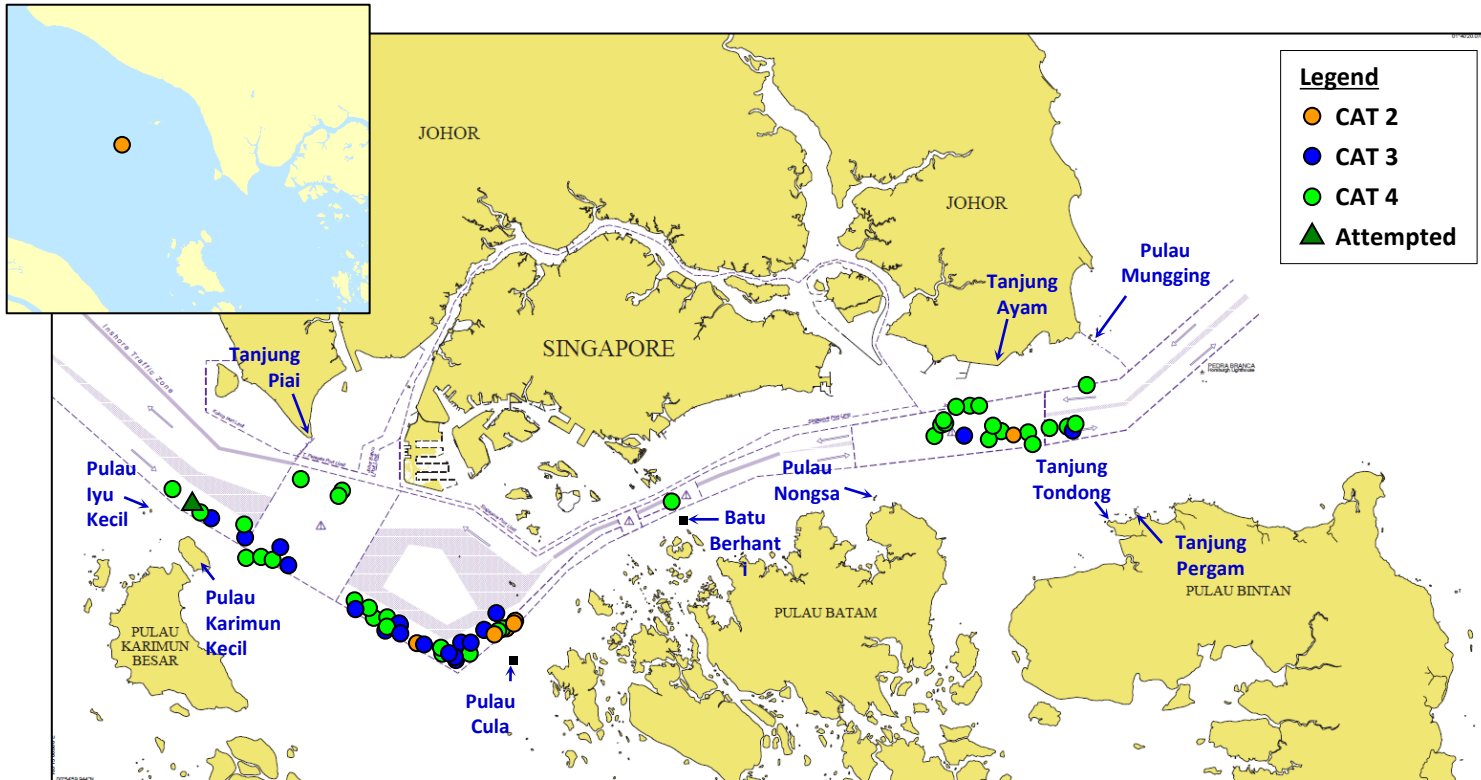 Legend
CAT 2
CAT 3
CAT 4
Attempted
JOHOR
JOHOR
SINGAPORE
Tanjung
Ayam
Pulau
Mungging
PEDRA BRANCA
Horsburgh Lighthouse
Inshore Traffic Zone
Tanjung
Piai
Pulau
Iyu
Kecil
Pulau
Karimun
Kecil
PULAU
KARIMUN
BESAR
Pulau
Cula
Batu
Berhant
i
Pulau
Nongsa
PULAU BATAM
Tanjung
Tondong
Tanjung
Pergam
PULAU BINTAN